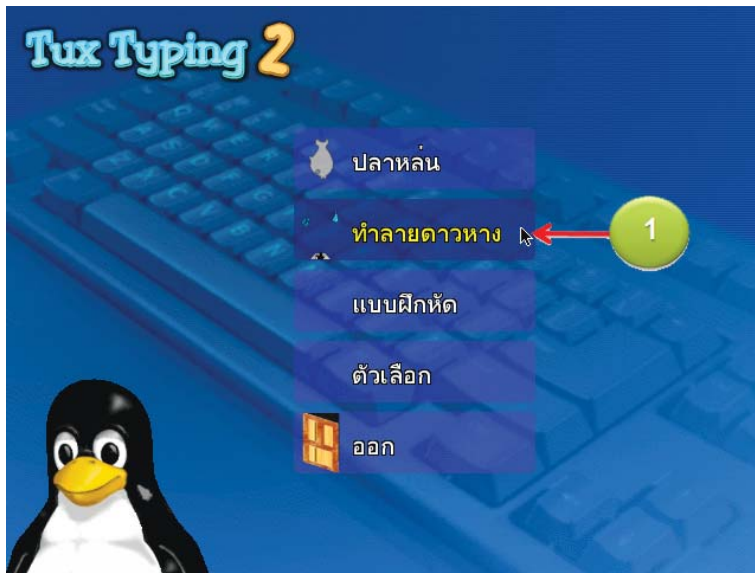 Tux Typing 2
ปลาหล่น
ทำลายดาวหาง
1
แบบฝึกหัด
ตัวเลือก
ออก